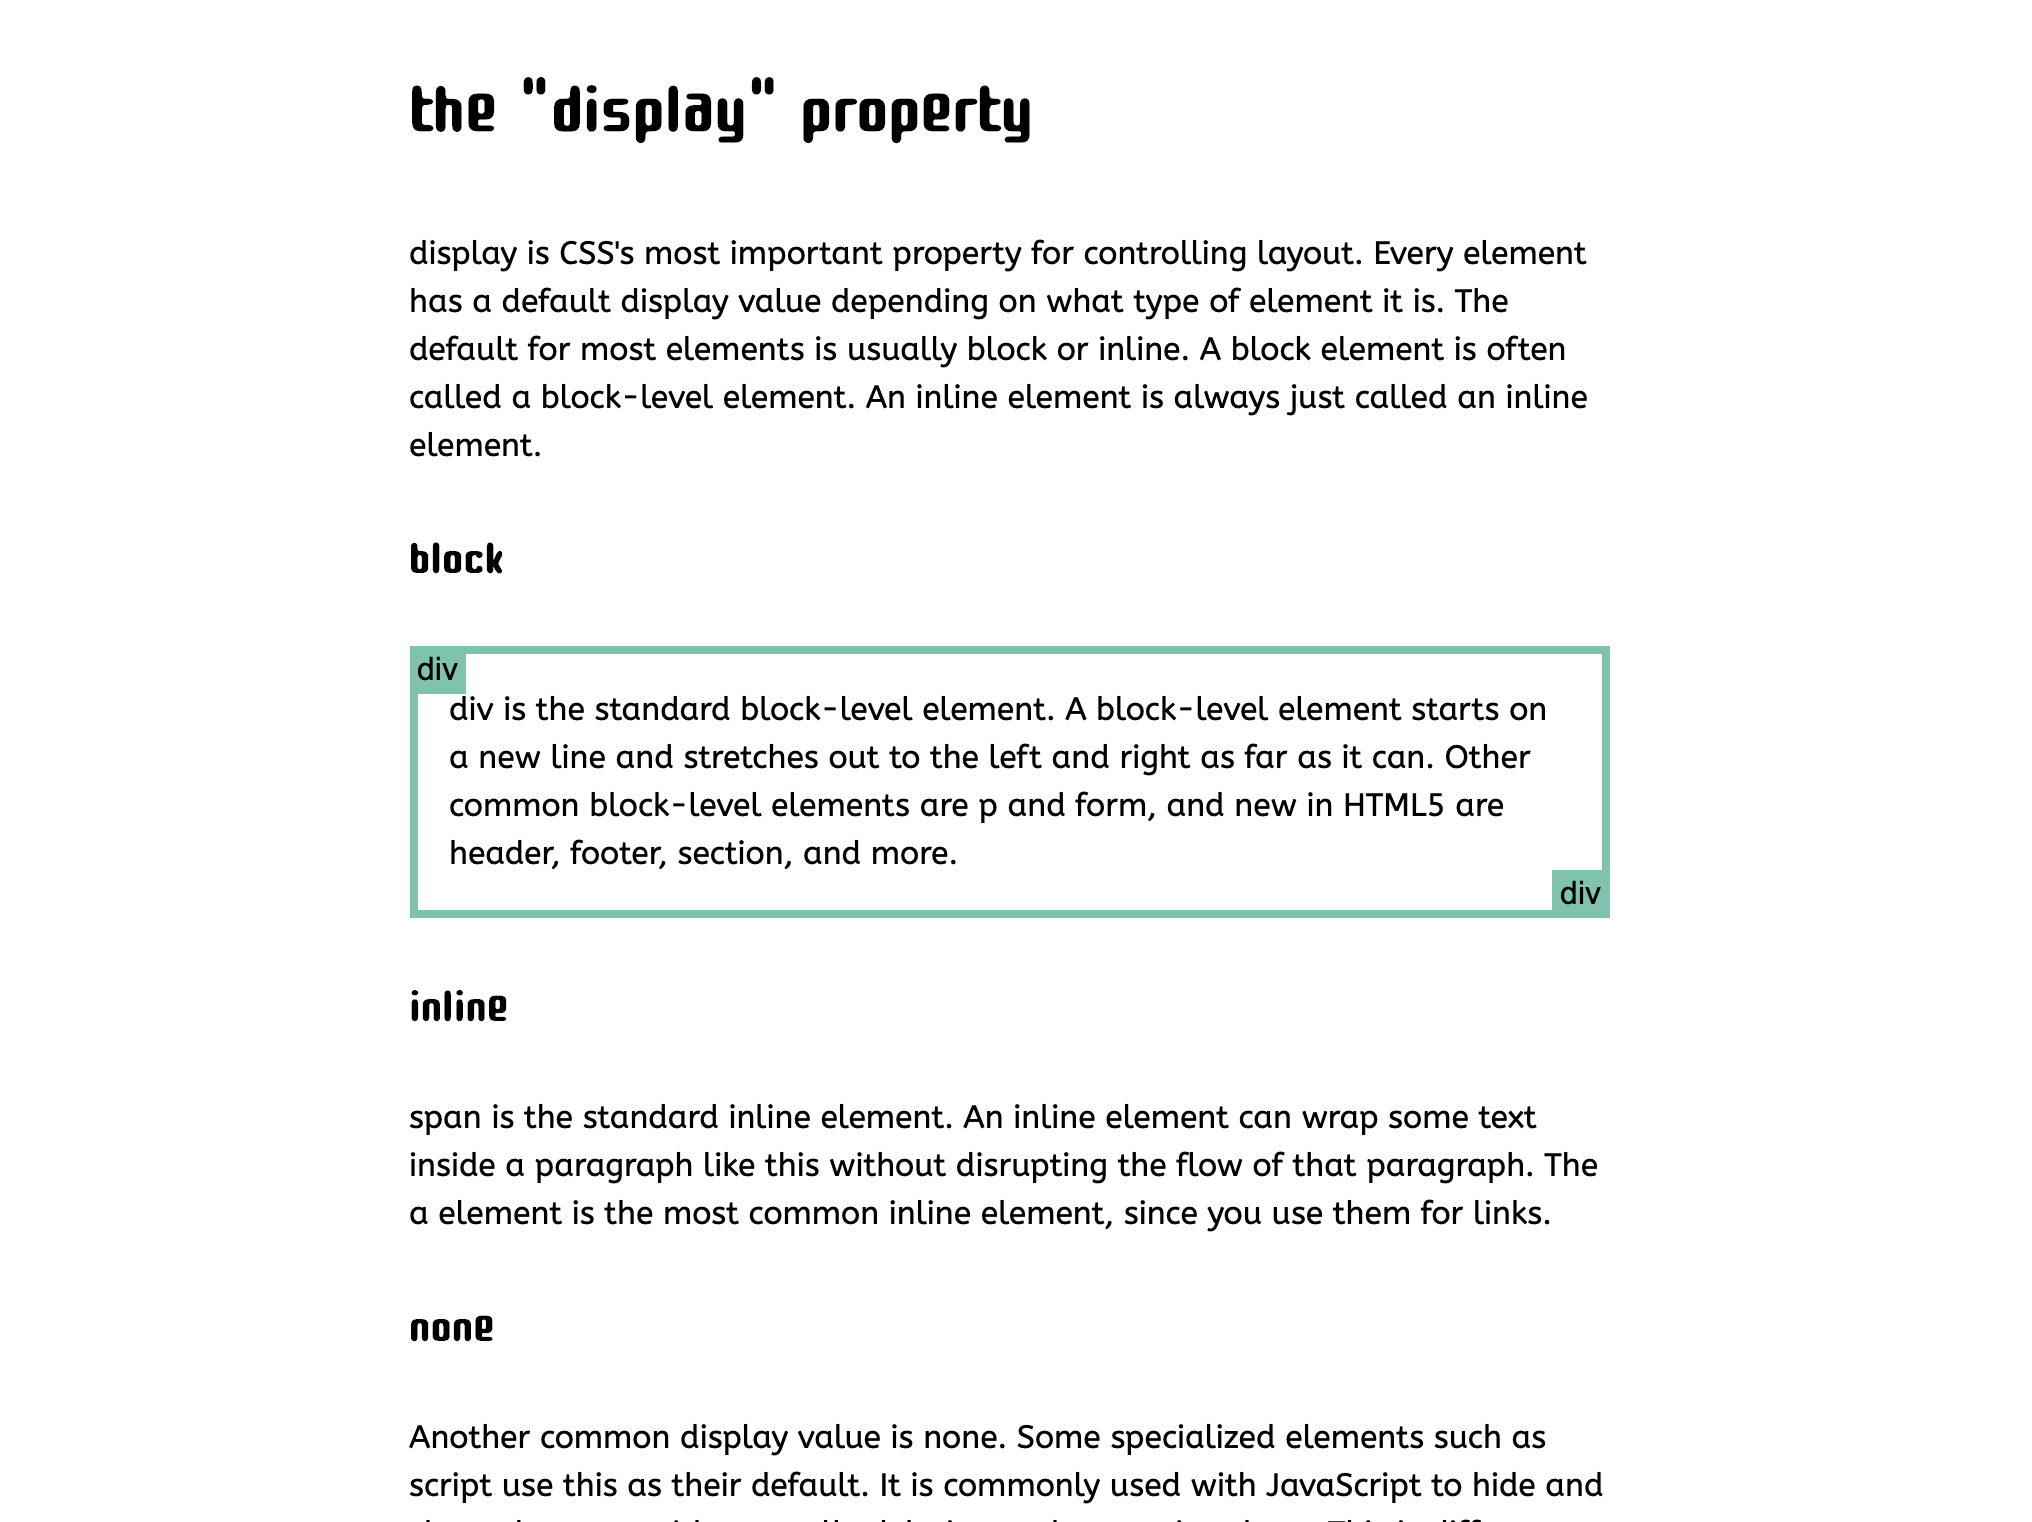 the "display" property
display is CSS's most important property for controlling layout. Every element
has a default display value depending on what type of element it is. The
default for most elements is usually block or inline. A block element is often
called a block-level element. An inline element is always just called an inline
element.
block
div
div is the standard block-level element. A block-level element starts on
a new line and stretches out to the left and right as far as it can. Other
common block-level elements are p and form, and new in HTML5 are
header, footer, section, and more.
div
inline
span is the standard inline element. An inline element can wrap some text
inside a paragraph like this without disrupting the flow of that paragraph. The
a element is the most common inline element, since you use them for links.
none
Another common display value is none. Some specialized elements such as
script use this as their default. It is commonly used with JavaScript to hide and